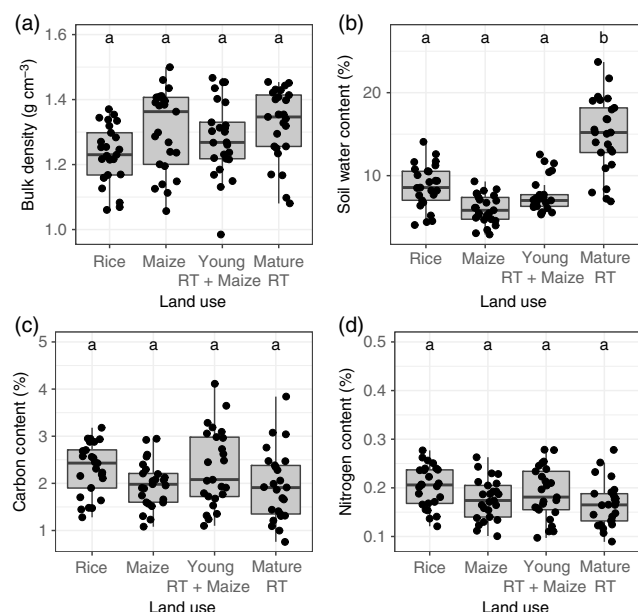 (a)
a a a a
1.6
1.4
1.2
1.0
Bulk density (g cm⁻³)
Rice Maize Young Mature
RT + Maize RT
Land use
(b)
a a a b
20
10
Soil water content (%)
Rice Maize Young Mature
RT + Maize RT
Land use
(c)
a a a a
5
4
3
2
1
Carbon content (%)
Rice Maize Young Mature
RT + Maize RT
Land use
(d)
a a a a
0.5
0.4
0.3
0.2
0.1
Nitrogen content (%)
Rice Maize Young Mature
RT + Maize RT
Land use